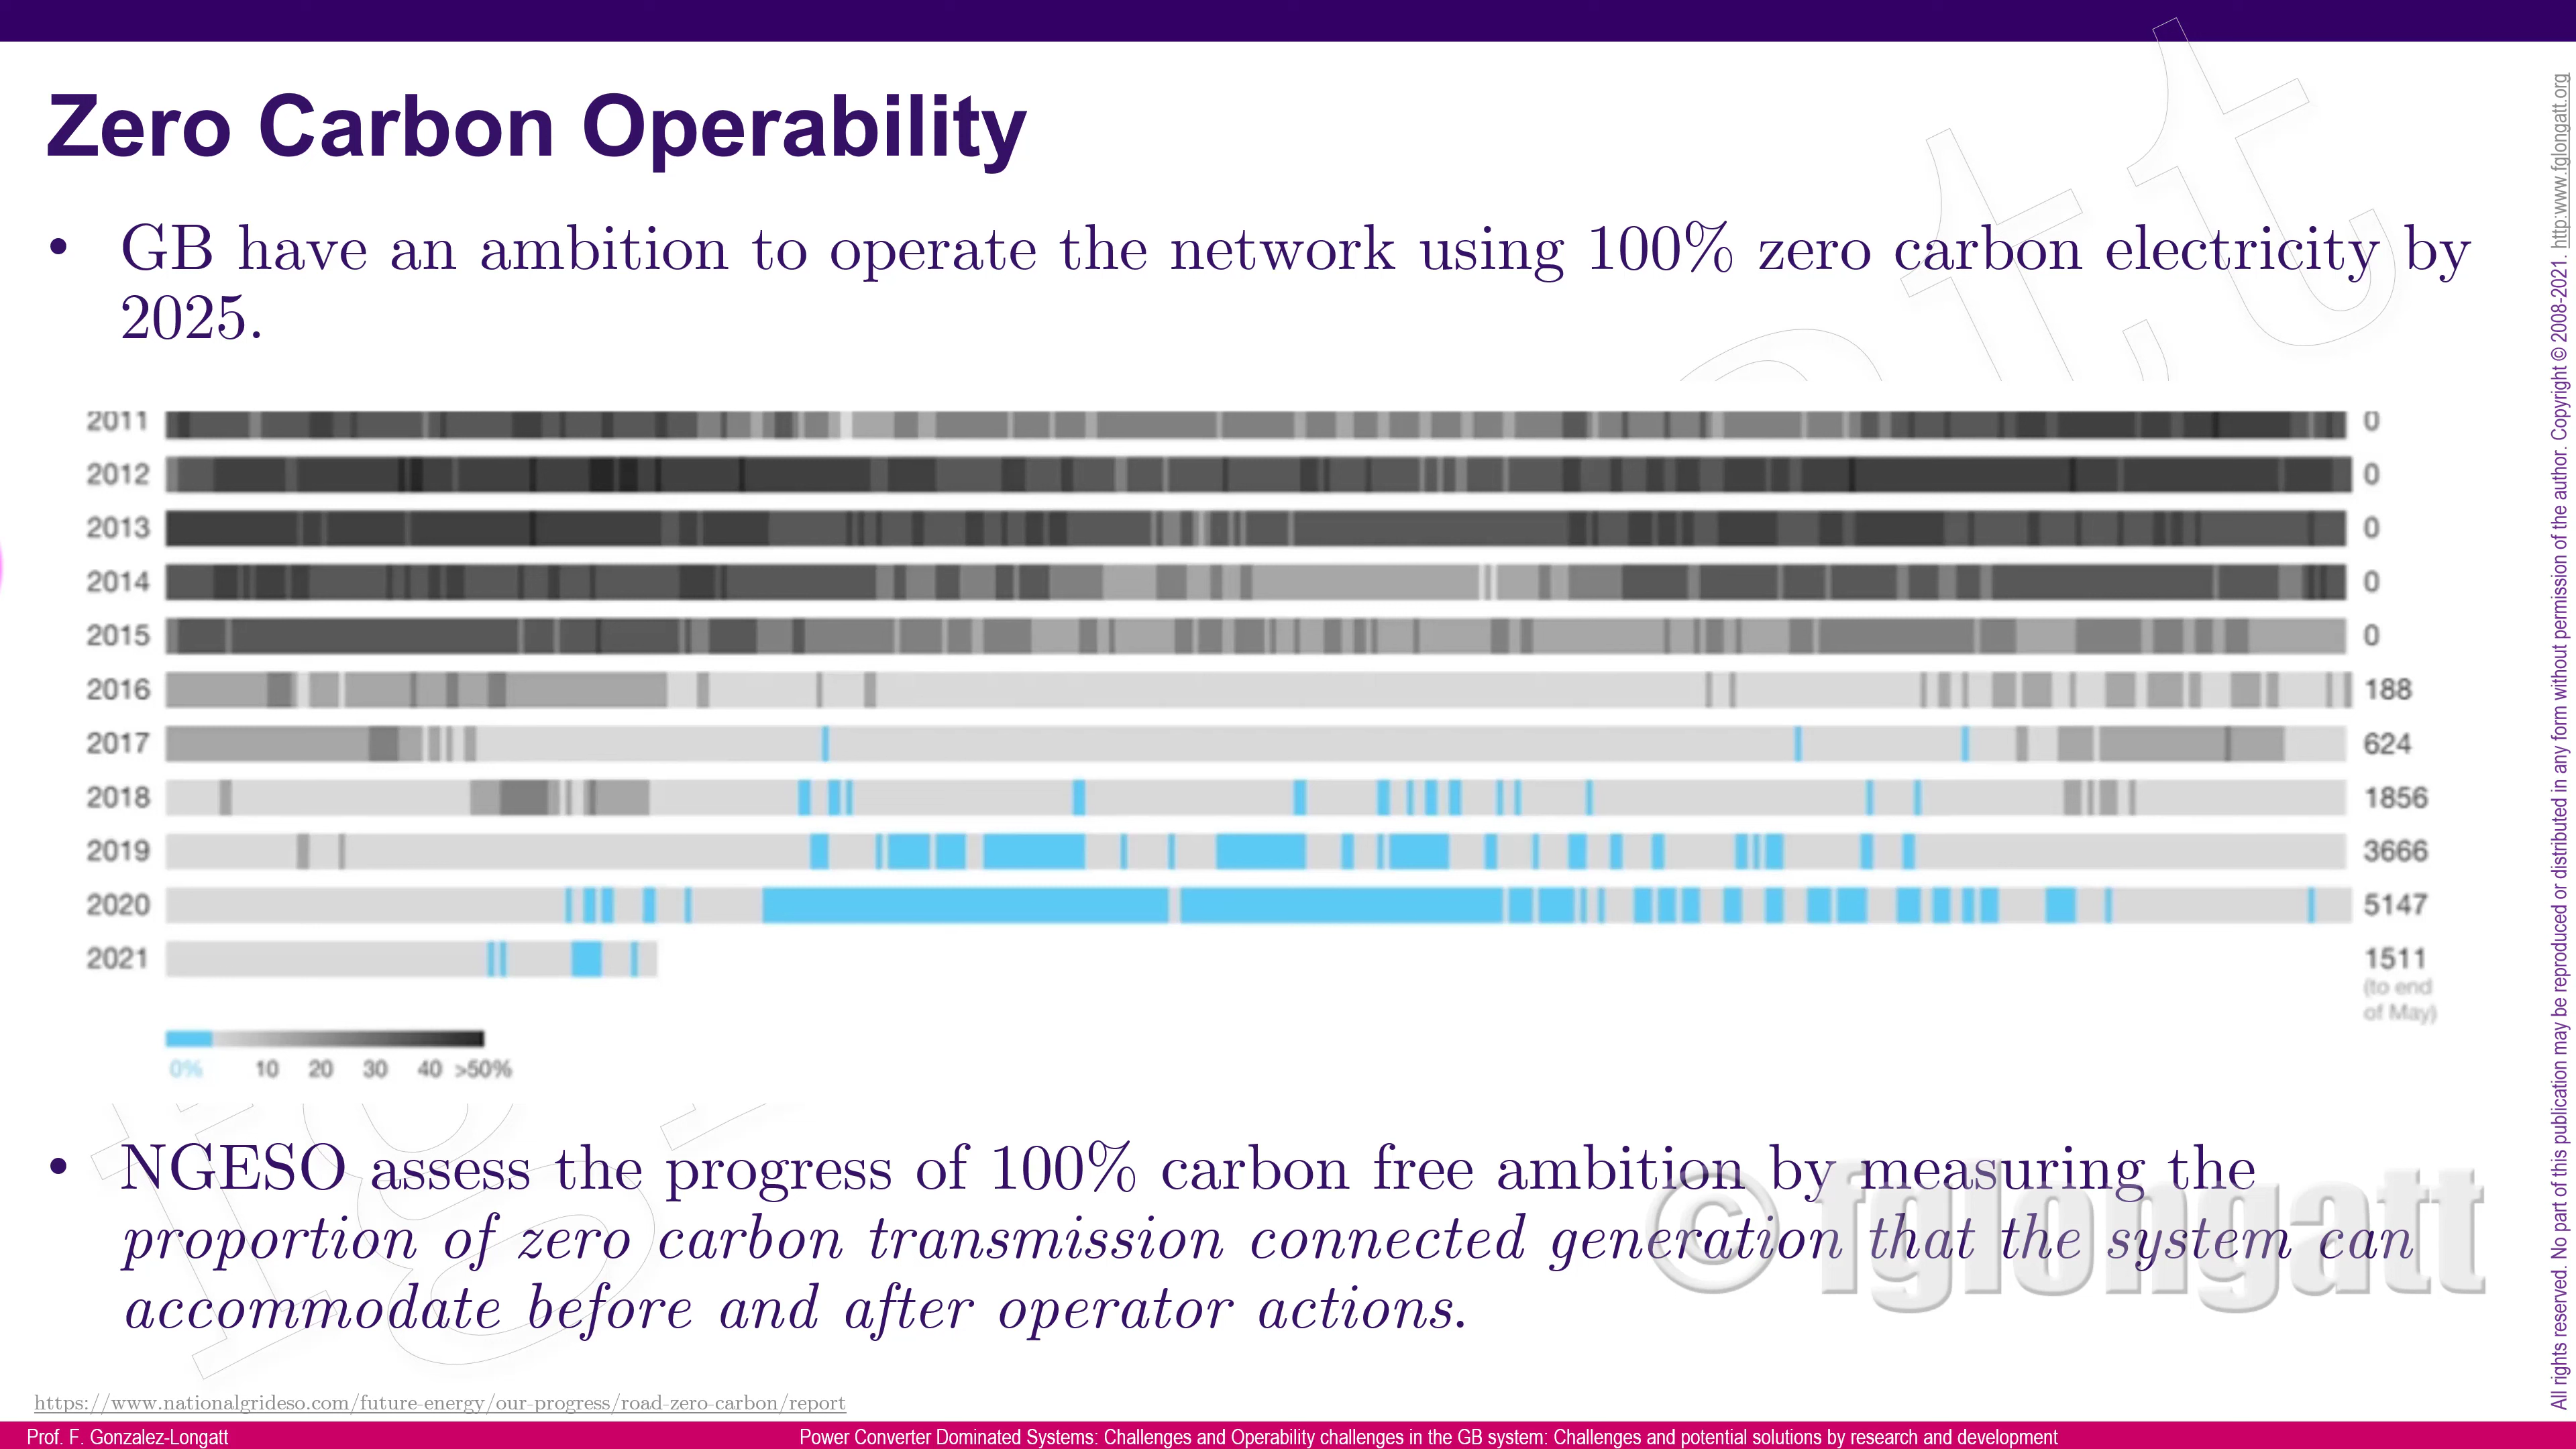 Zero Carbon Operability
• GB have an ambition to operate the network using 100% zero carbon electricity by
2025.
2011 0
2012 0
2013 0
2014 0
2015 0
2016 188
2017 624
2018 1856
2019 3666
2020 5147
2021 1511
(to end
of May)
0% 10 20 30 40 >50%
• NGESO assess the progress of 100% carbon free ambition by measuring the
proportion of zero carbon transmission connected generation that the system can
accommodate before and after operator actions.
© fglongatt
https://www.nationalgrideso.com/future-energy/our-progress/road-zero-carbon/report
Prof. F. Gonzalez-Longatt
Power Converter Dominated Systems: Challenges and Operability challenges in the GB system: Challenges and potential solutions by research and development
All rights reserved. No part of this publication may be reproduced or distributed in any form without permission of the author. Copyright © 2008-2021. http:www.fglongatt.org